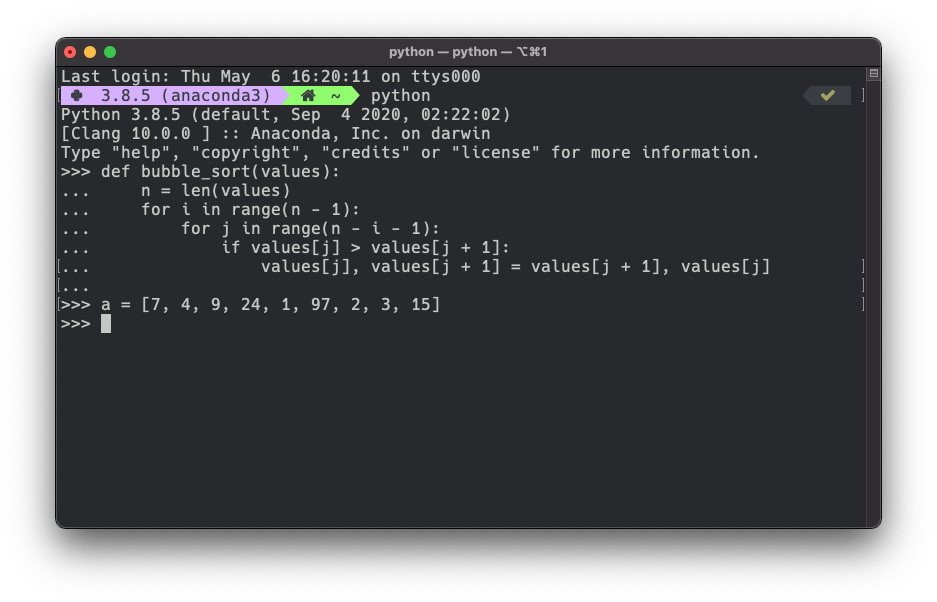 python — python — ⌥⌘1
Last login: Thu May  6 16:20:11 on ttys000
3.8.5 (anaconda3) ~ python
Python 3.8.5 (default, Sep  4 2020, 02:22:02)
[Clang 10.0.0 ] :: Anaconda, Inc. on darwin
Type "help", "copyright", "credits" or "license" for more information.
>>> def bubble_sort(values):
...     n = len(values)
...     for i in range(n - 1):
...         for j in range(n - i - 1):
...             if values[j] > values[j + 1]:
[...                 values[j], values[j + 1] = values[j + 1], values[j] ]
[... ]
[>>> a = [7, 4, 9, 24, 1, 97, 2, 3, 15] ]
>>>